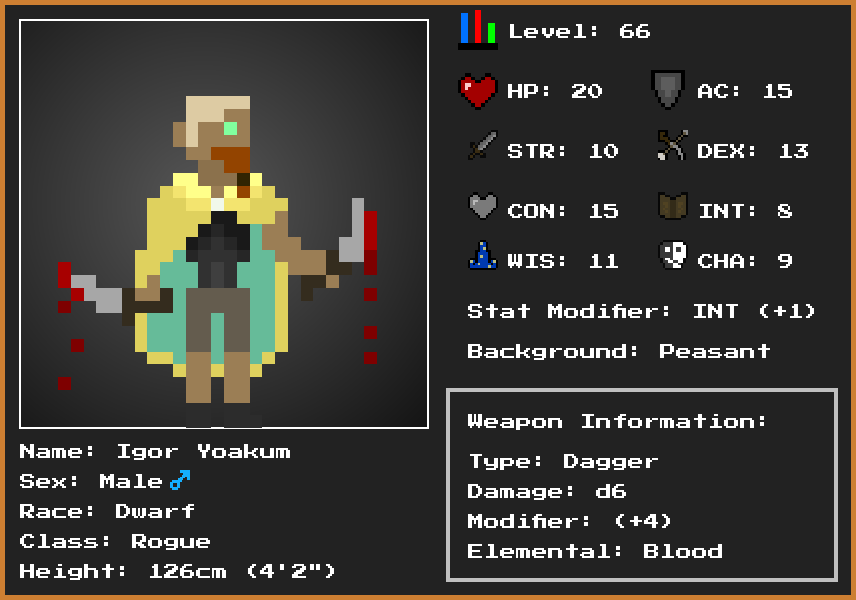 Level: 66
HP: 20 AC: 15
STR: 10 DEX: 13
CON: 15 INT: 8
WIS: 11 CHA: 9
Stat Modifier: INT (+1)
Background: Peasant
Weapon Information:
Type: Dagger
Damage: d6
Modifier: (+4)
Elemental: Blood
Name: Igor Yoakum
Sex: Male♂
Race: Dwarf
Class: Rogue
Height: 126cm (4'2")